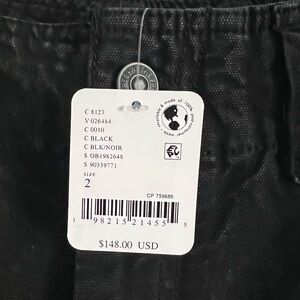 C 8123
V 026484
C 0010
C BLACK
C BLK/NOIR
S OB1982648
S 90339771
size
2
CP 759686
1 98215 21455 5
$148.00 USD